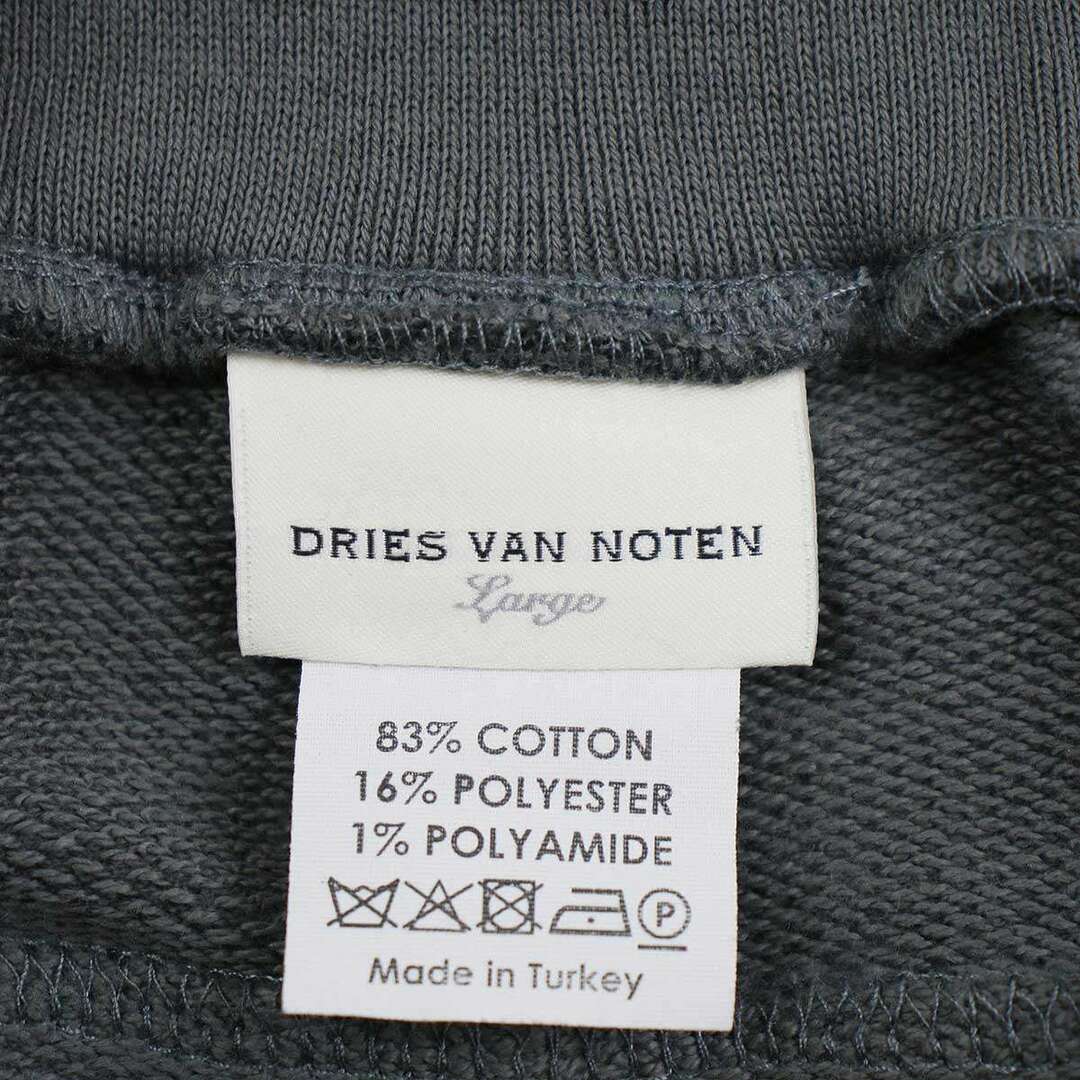 DRIES VAN NOTEN
Large
83% COTTON
16% POLYESTER
1% POLYAMIDE
P
Made in Turkey